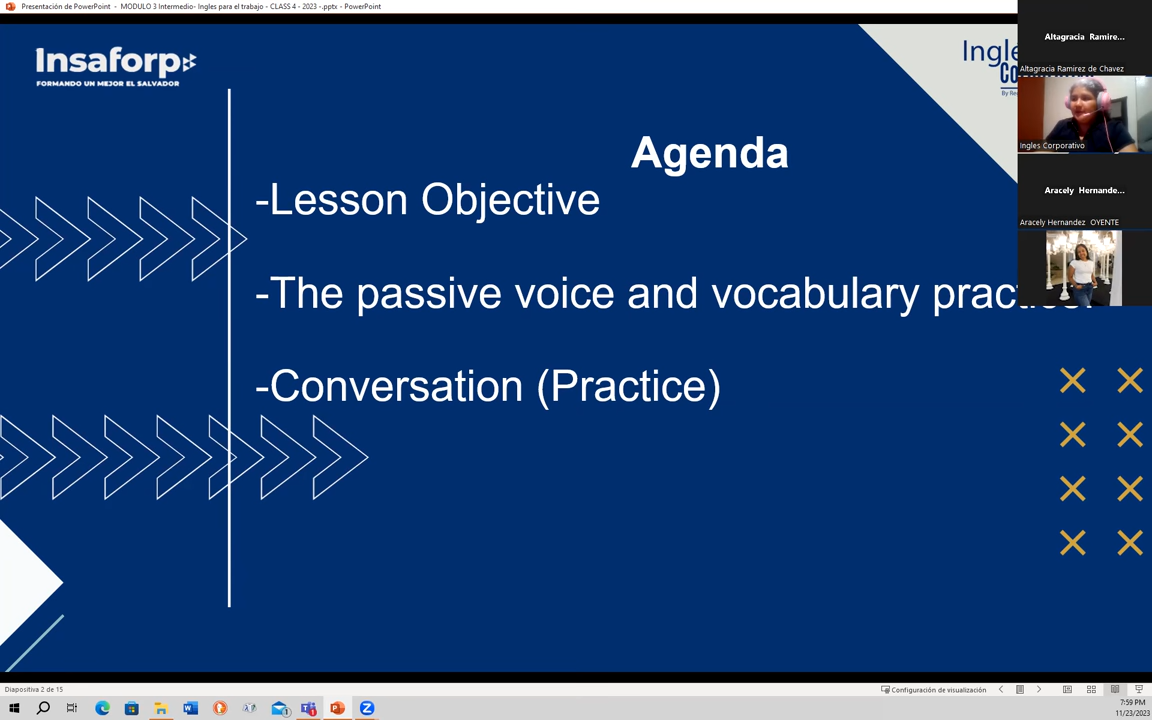 Presentación de PowerPoint - MODULO 3 Intermedio- Ingles para el trabajo - CLASS 4 - 2023 -.pptx - PowerPoint
Insaforp
FORMANDO UN MEJOR EL SALVADOR
Altagracia Ramire...
Altagracia Ramirez de Chavez
Ingles Corporativo
Aracely Hernande...
Aracely Hernandez OYENTE
Agenda
-Lesson Objective
-The passive voice and vocabulary
-Conversation (Practice)
Diapositiva 2 de 15
Configuración de visualización
7:59 PM
11/23/2023